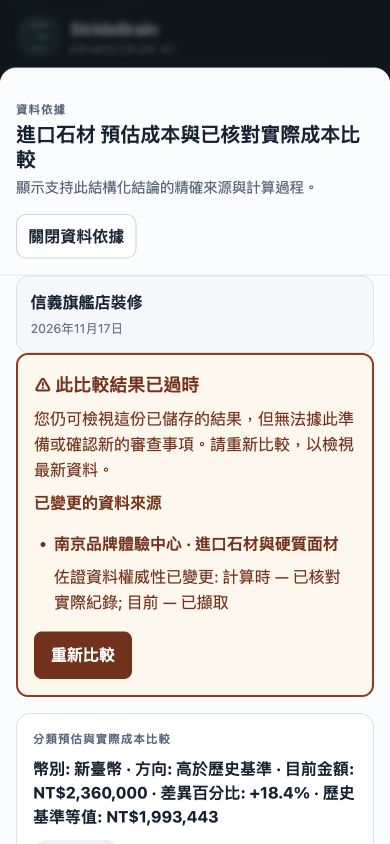 StrideBrain
資料依據
進口石材 預估成本與已核對實際成本比
較
顯示支持此結構化結論的精確來源與計算過程。
關閉資料依據
信義旗艦店裝修
2026年11月17日
此比較結果已過時
您仍可檢視這份已儲存的結果，但無法據此準
備或確認新的審查事項。請重新比較，以檢視
最新資料。
已變更的資料來源
• 南京品牌體驗中心 · 進口石材與硬質面材
佐證資料權威性已變更: 計算時 — 已核對
實際紀錄; 目前 — 已擷取
重新比較
分類預估與實際成本比較
幣別: 新臺幣 · 方向: 高於歷史基準 · 目前金額:
NT$2,360,000 · 差異百分比: +18.4% · 歷史
基準等值: NT$1,993,443